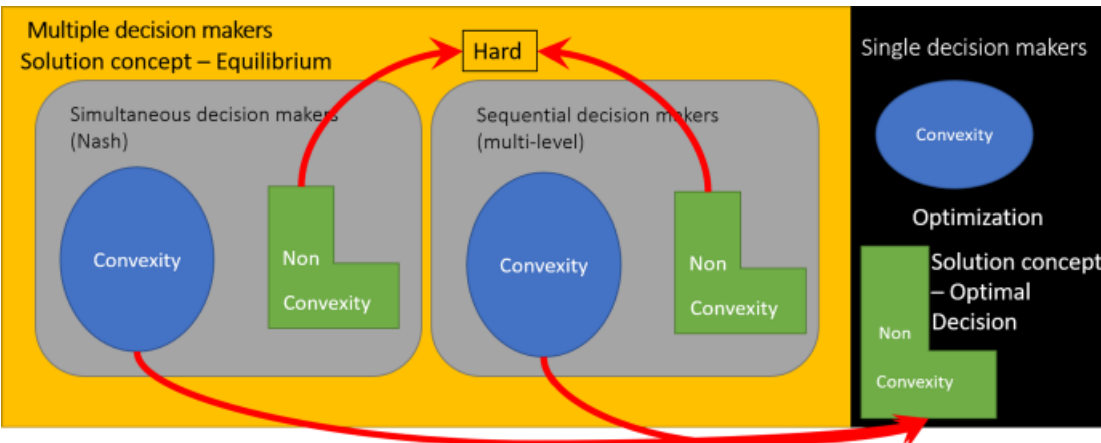 Multiple decision makers
Solution concept – Equilibrium
Hard
Simultaneous decision makers
(Nash)
Convexity
Non
Convexity
Sequential decision makers
(multi-level)
Convexity
Non
Convexity
Single decision makers
Convexity
Optimization
Solution concept
– Optimal
Decision
Non
Convexity